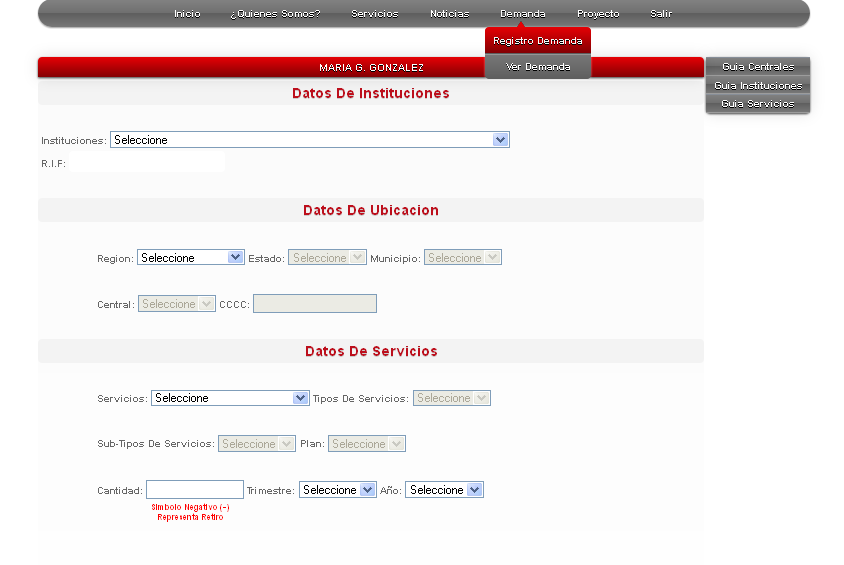 Inicio ¿Quienes Somos? Servicios Noticias Demanda Proyecto Salir
Registro Demanda
Ver Demanda
MARIA G. GONZALEZ
Guia Centrales
Guia Instituciones
Guia Servicios
Datos De Instituciones
Instituciones: Seleccione
R.I.F:
Datos De Ubicacion
Region: Seleccione Estado: Seleccione Municipio: Seleccione
Central: Seleccione CCCC:
Datos De Servicios
Servicios: Seleccione Tipos De Servicios: Seleccione
Sub-Tipos De Servicios: Seleccione Plan: Seleccione
Cantidad: Trimestre: Seleccione Año: Seleccione
Simbolo Negativo (-)
Representa Retiro